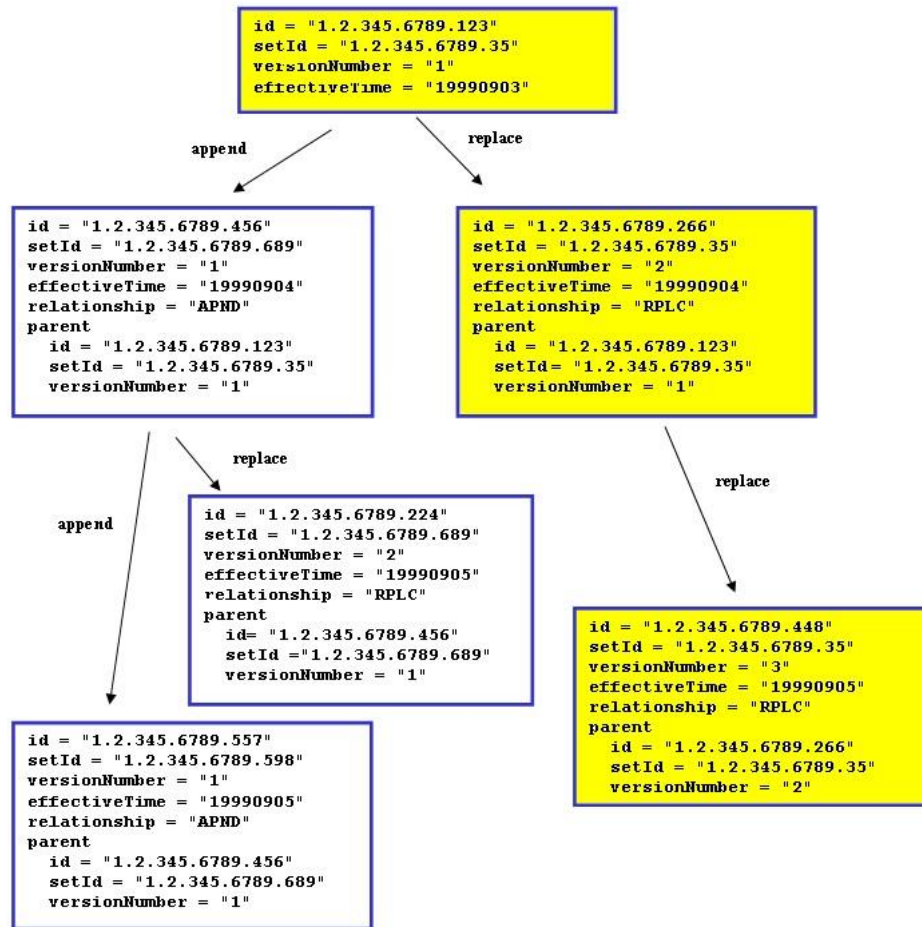 id = "1.2.345.6789.123"
setId = "1.2.345.6789.35"
versionNumber = "1"
effectiveTime = "19990903"
append
replace
id = "1.2.345.6789.456"
setId = "1.2.345.6789.689"
versionNumber = "1"
effectiveTime = "19990904"
relationship = "APND"
parent
id = "1.2.345.6789.123"
setId = "1.2.345.6789.35"
versionNumber = "1"
id = "1.2.345.6789.266"
setId = "1.2.345.6789.35"
versionNumber = "2"
effectiveTime = "19990904"
relationship = "RPLC"
parent
id = "1.2.345.6789.123"
setId= "1.2.345.6789.35"
versionNumber = "1"
append
replace
replace
id = "1.2.345.6789.224"
setId = "1.2.345.6789.689"
versionNumber = "2"
effectiveTime = "19990905"
relationship = "RPLC"
parent
id= "1.2.345.6789.456"
setId ="1.2.345.6789.689"
versionNumber = "1"
id = "1.2.345.6789.448"
setId = "1.2.345.6789.35"
versionNumber = "3"
effectiveTime = "19990905"
relationship = "RPLC"
parent
id = "1.2.345.6789.266"
setId = "1.2.345.6789.35"
versionNumber = "2"
id = "1.2.345.6789.557"
setId = "1.2.345.6789.598"
versionNumber = "1"
effectiveTime = "19990905"
relationship = "APND"
parent
id = "1.2.345.6789.456"
setId = "1.2.345.6789.689"
versionNumber = "1"